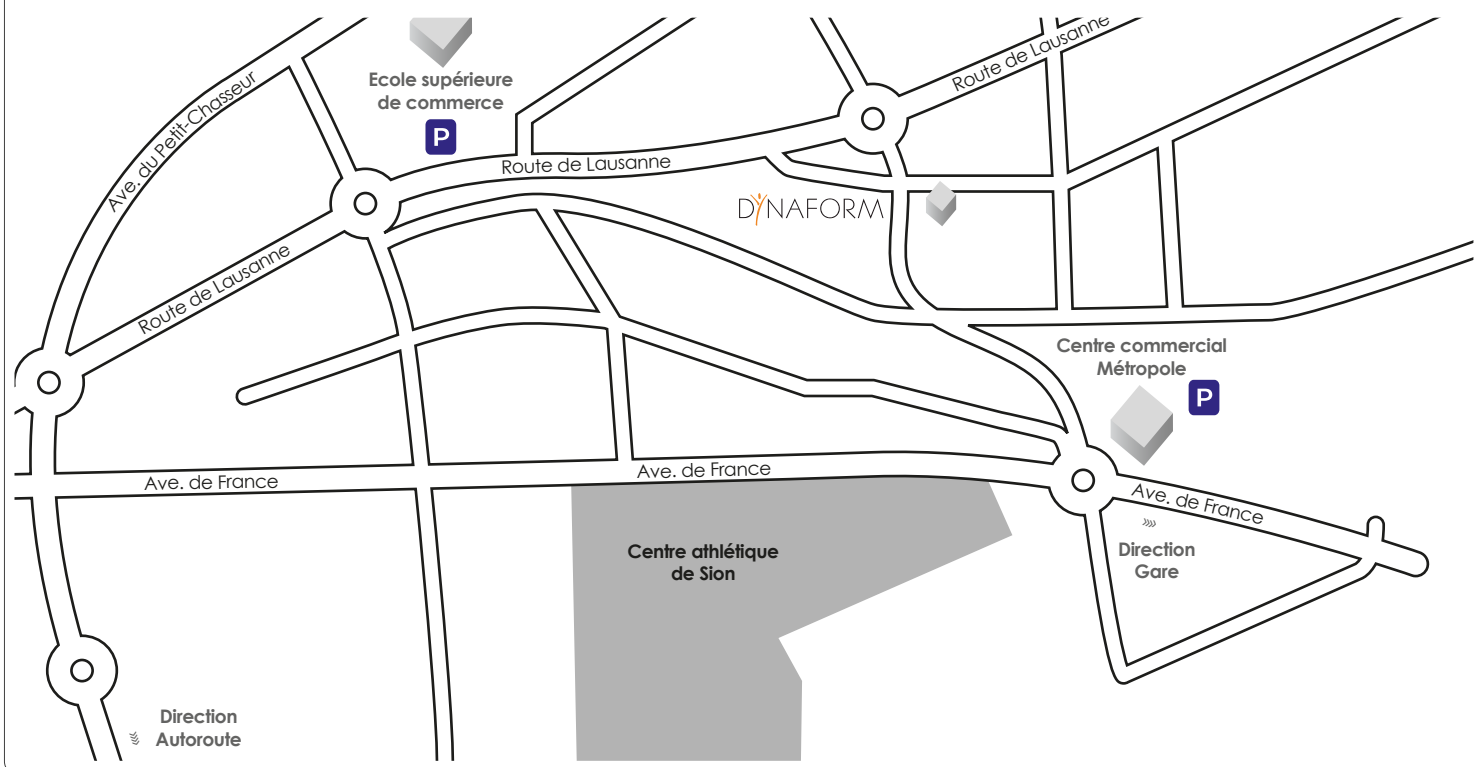 Route de Lausanne
Ecole supérieure
de commerce
P
Ave. du Petit-Chasseur
Route de Lausanne
DYNAFORM
Route de Lausanne
Centre commercial
Métropole
P
Ave. de France
Ave. de France
Ave. de France
Centre athlétique
de Sion
Direction
Gare
Direction
Autoroute